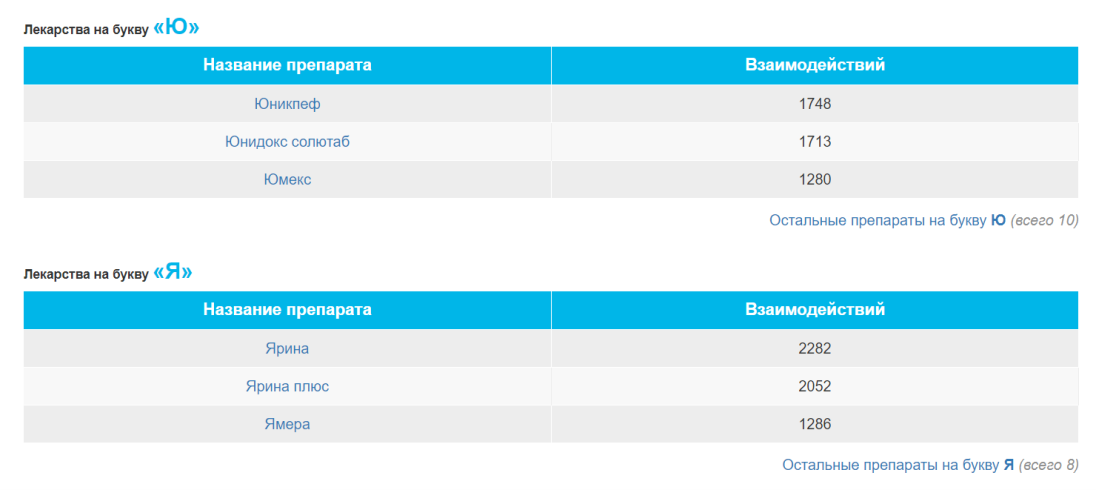 Лекарства на букву «Ю»
Название препарата Взаимодействий
Юникпеф 1748
Юнидокс солютаб 1713
Юмекс 1280
Остальные препараты на букву Ю (всего 10)
Лекарства на букву «Я»
Название препарата Взаимодействий
Ярина 2282
Ярина плюс 2052
Ямера 1286
Остальные препараты на букву Я (всего 8)